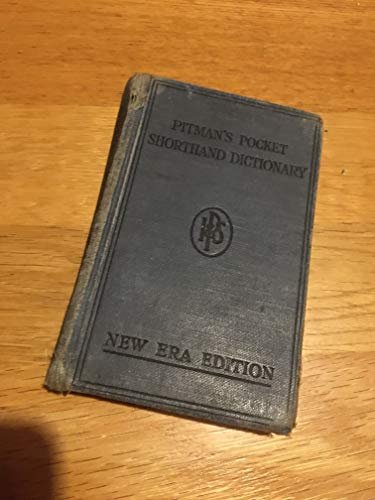 PITMAN'S POCKET
SHORTHAND DICTIONARY
NEW ERA EDITION